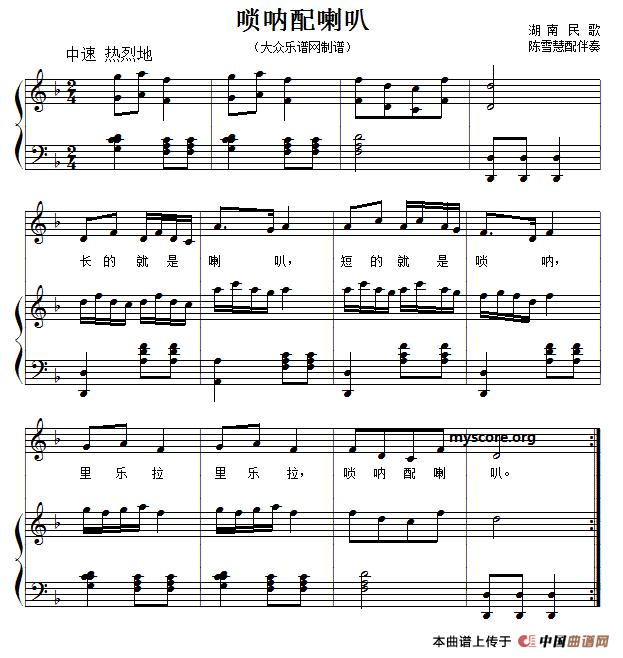 唢呐配喇叭
（大众乐谱网制谱）
湖南民歌
陈雪慧配伴奏
中速 热烈地
2 4
2 4
长的就是喇 叭， 短的就是唢 呐，
myscore.org
里乐拉 里乐拉， 唢呐配喇 叭。
本曲谱上传于 中国曲谱网